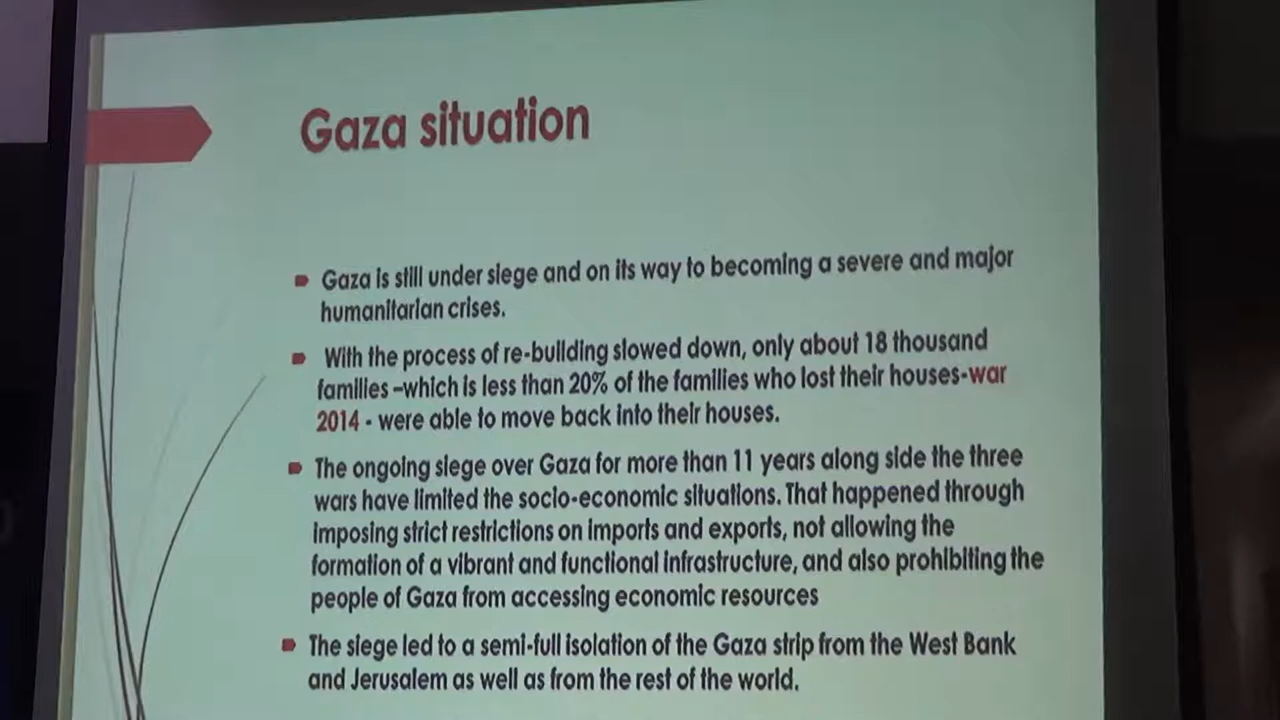 Gaza situation
Gaza is still under siege and on its way to becoming a severe and major
humanitarian crises.
With the process of re-building slowed down, only about 18 thousand
families –which is less than 20% of the families who lost their houses-war
2014 - were able to move back into their houses.
The ongoing siege over Gaza for more than 11 years along side the three
wars have limited the socio-economic situations. That happened through
imposing strict restrictions on imports and exports, not allowing the
formation of a vibrant and functional infrastructure, and also prohibiting the
people of Gaza from accessing economic resources
The siege led to a semi-full isolation of the Gaza strip from the West Bank
and Jerusalem as well as from the rest of the world.